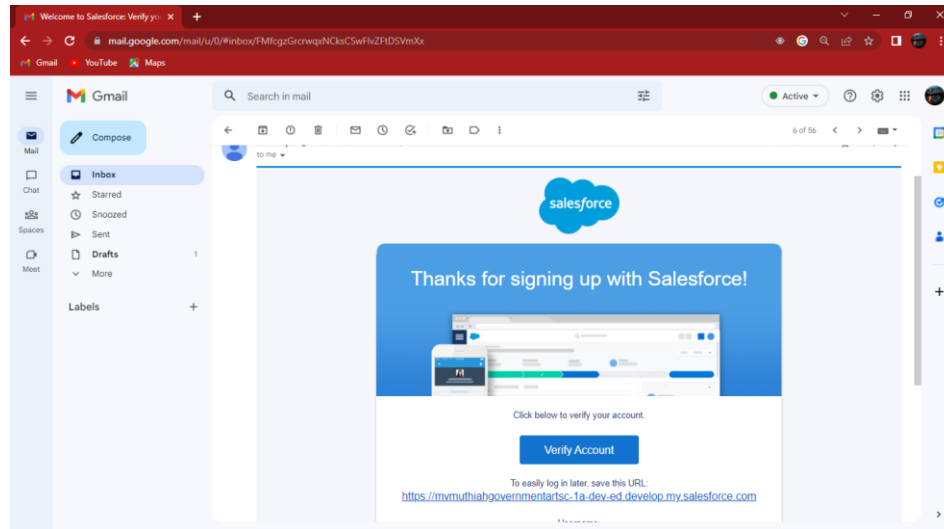 Welcome to Salesforce: Verify yo
mail.google.com/mail/u/0/#inbox/FMfcgzGrcrwqxNCksCSwFlvZFtDSVmXx
Gmail YouTube Maps
Gmail
Search in mail
Active
Compose
6 of 56
to me
Mail
Inbox
Chat
Starred
Snoozed
Spaces
Sent
Drafts 1
Meet
More
Labels
salesforce
Thanks for signing up with Salesforce!
Click below to verify your account.
Verify Account
To easily log in later, save this URL:
https://mvmuthiahgovernmentartsc-1a-dev-ed.develop.my.salesforce.com